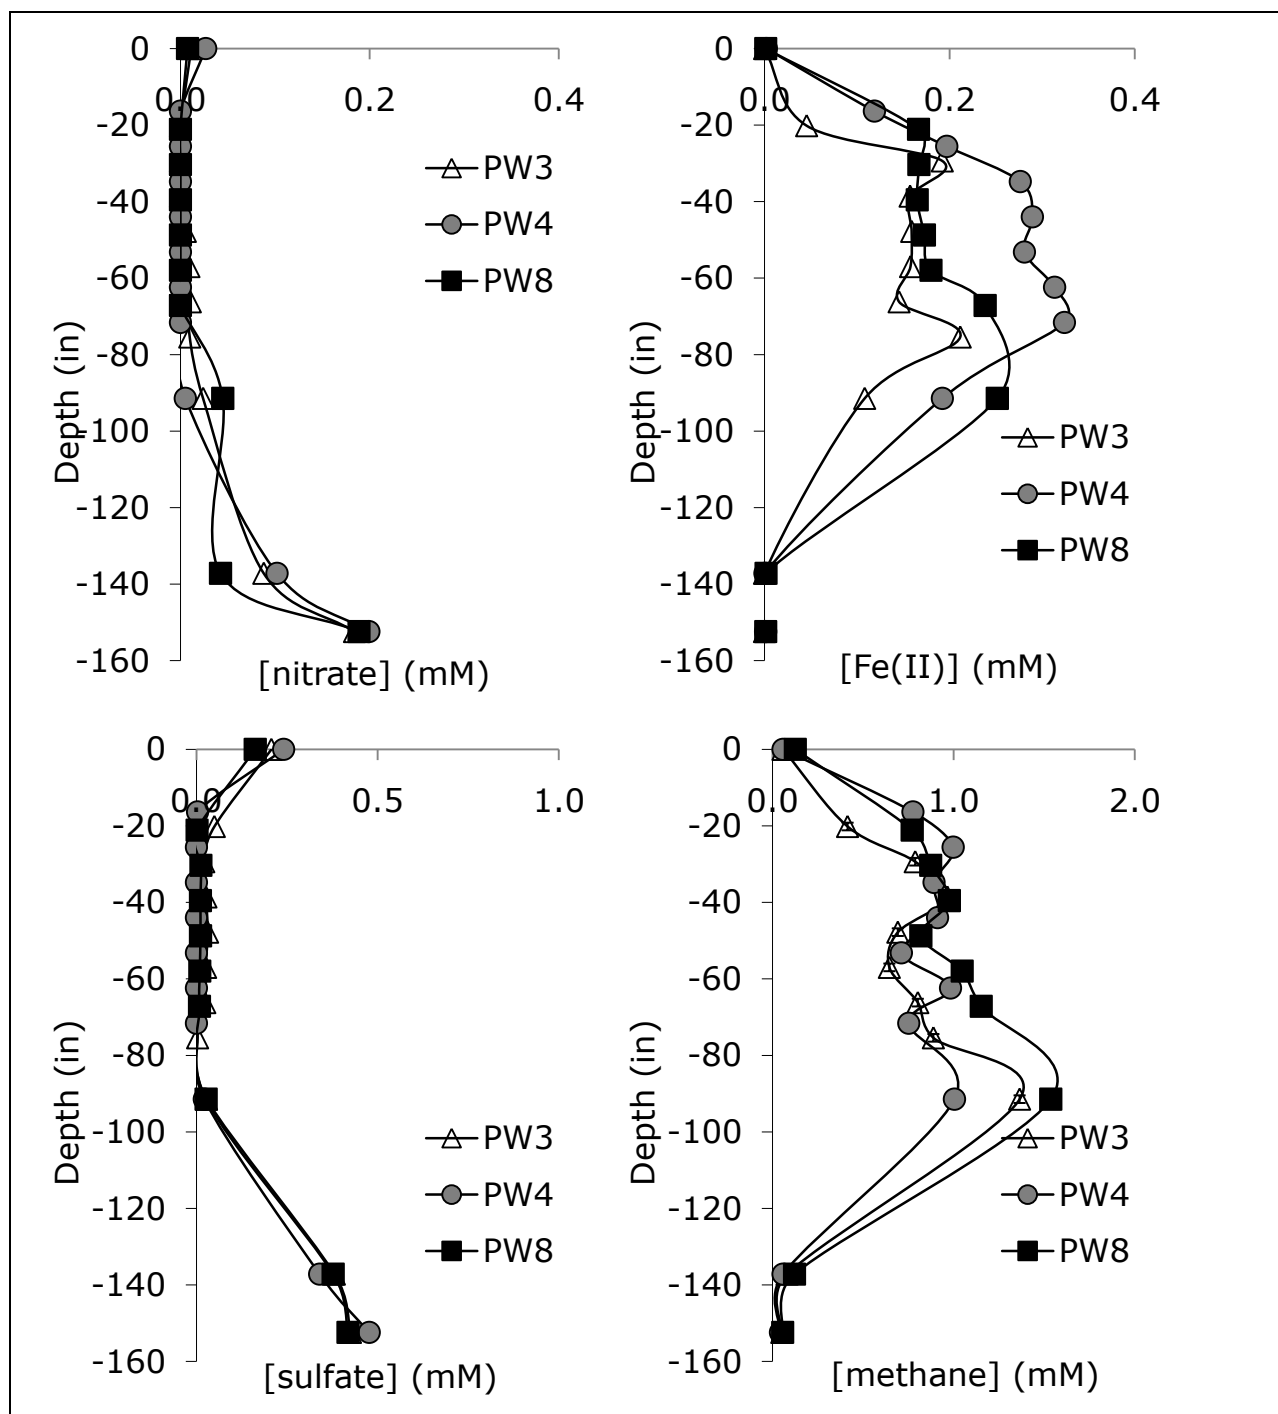 0
0.0 0.2 0.4
-20
-40
-60
-80
-100
-120
-140
-160
Depth (in)
PW3
PW4
PW8
[nitrate] (mM)
0
0.0 0.2 0.4
-20
-40
-60
-80
-100
-120
-140
-160
Depth (in)
PW3
PW4
PW8
[Fe(II)] (mM)
0
0.0 0.5 1.0
-20
-40
-60
-80
-100
-120
-140
-160
Depth (in)
PW3
PW4
PW8
[sulfate] (mM)
0
0.0 1.0 2.0
-20
-40
-60
-80
-100
-120
-140
-160
Depth (in)
PW3
PW4
PW8
[methane] (mM)